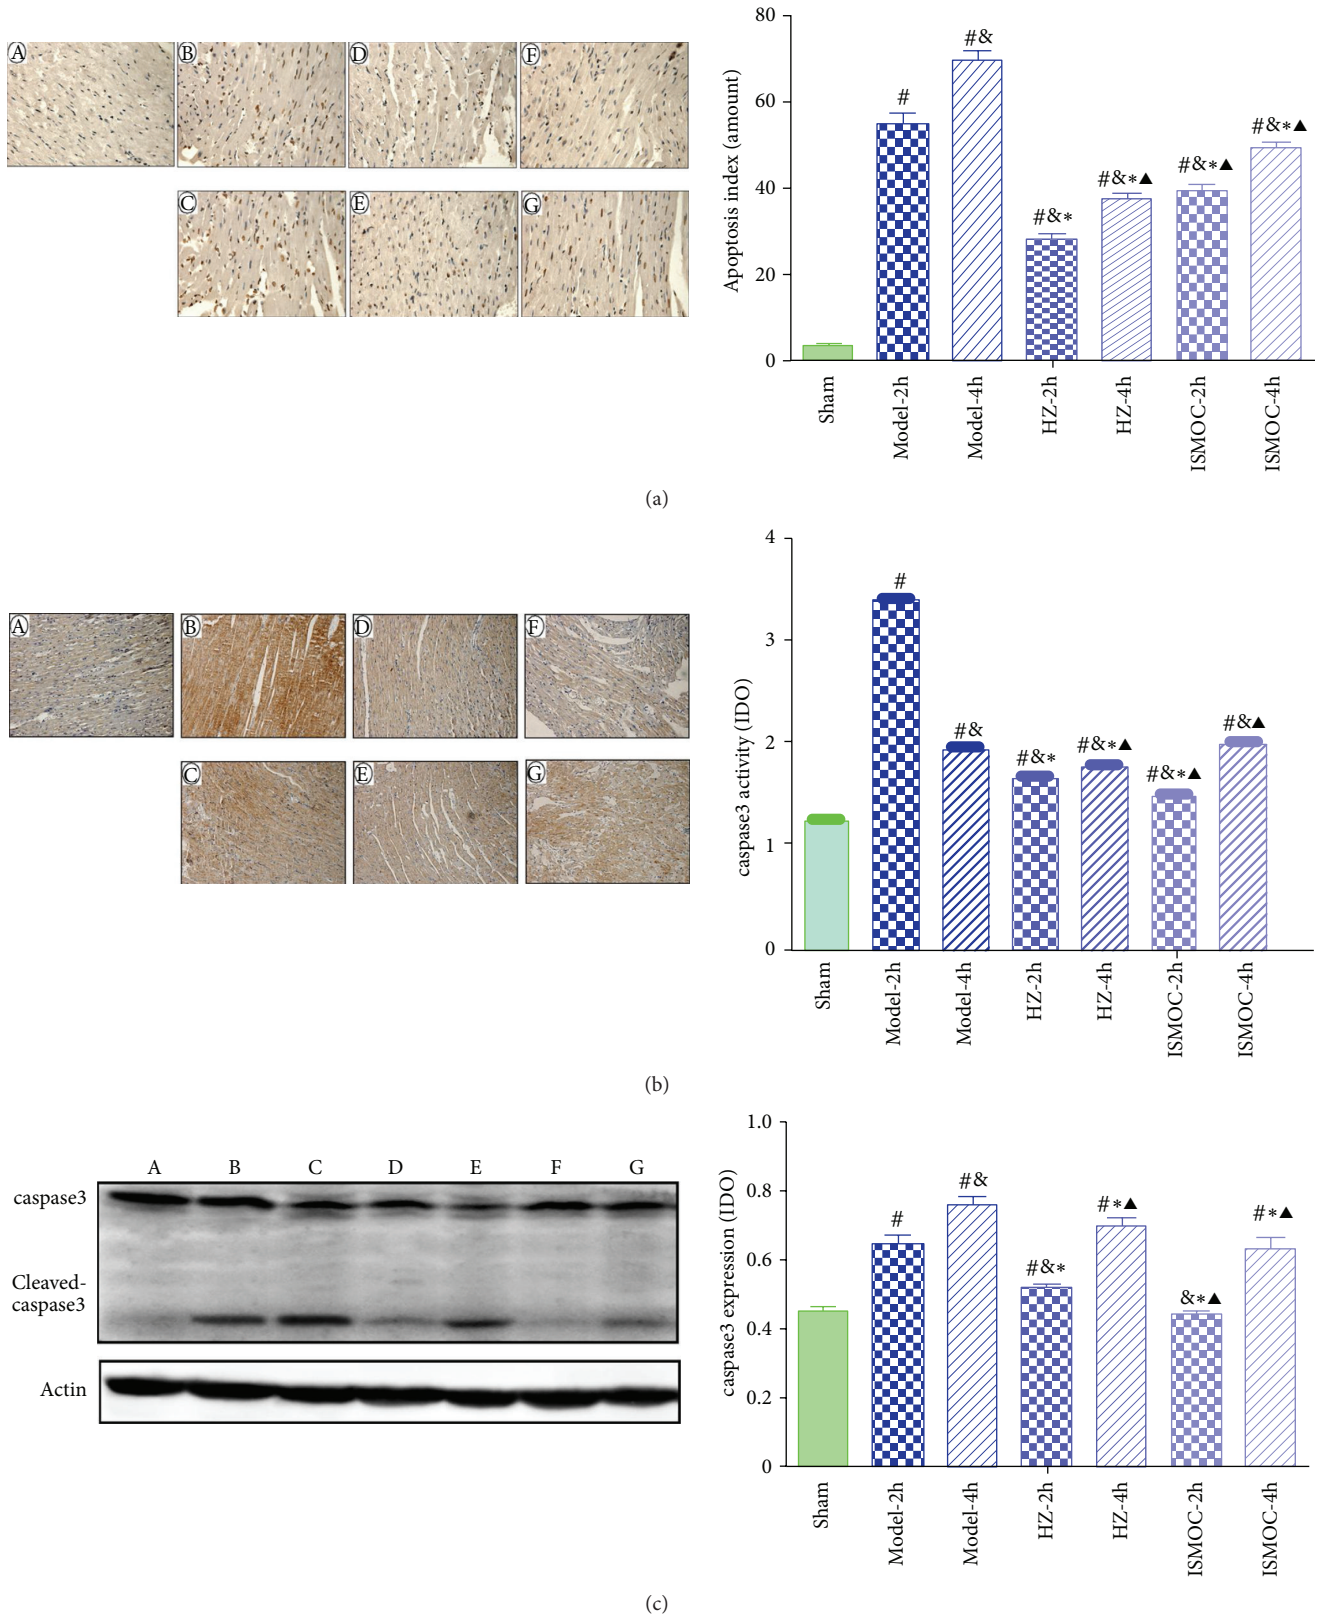 A
B
D
F
C
E
G
80
60
40
20
0
Apoptosis index (amount)
#
#&
#&*
#&*▲
#&*▲
#&*▲
Sham
Model-2h
Model-4h
HZ-2h
HZ-4h
ISMOC-2h
ISMOC-4h
(a)
A
B
D
F
C
E
G
4
3
2
1
0
caspase3 activity (IDO)
#
#&
#&*
#&*▲
#&*▲
#&▲
Sham
Model-2h
Model-4h
HZ-2h
HZ-4h
ISMOC-2h
ISMOC-4h
(b)
A B C D E F G
caspase3
Cleaved-
caspase3
Actin
1.0
0.8
0.6
0.4
0.2
0
caspase3 expression (IDO)
#
#&
#&*
#*▲
&*▲
#*▲
Sham
Model-2h
Model-4h
HZ-2h
HZ-4h
ISMOC-2h
ISMOC-4h
(c)